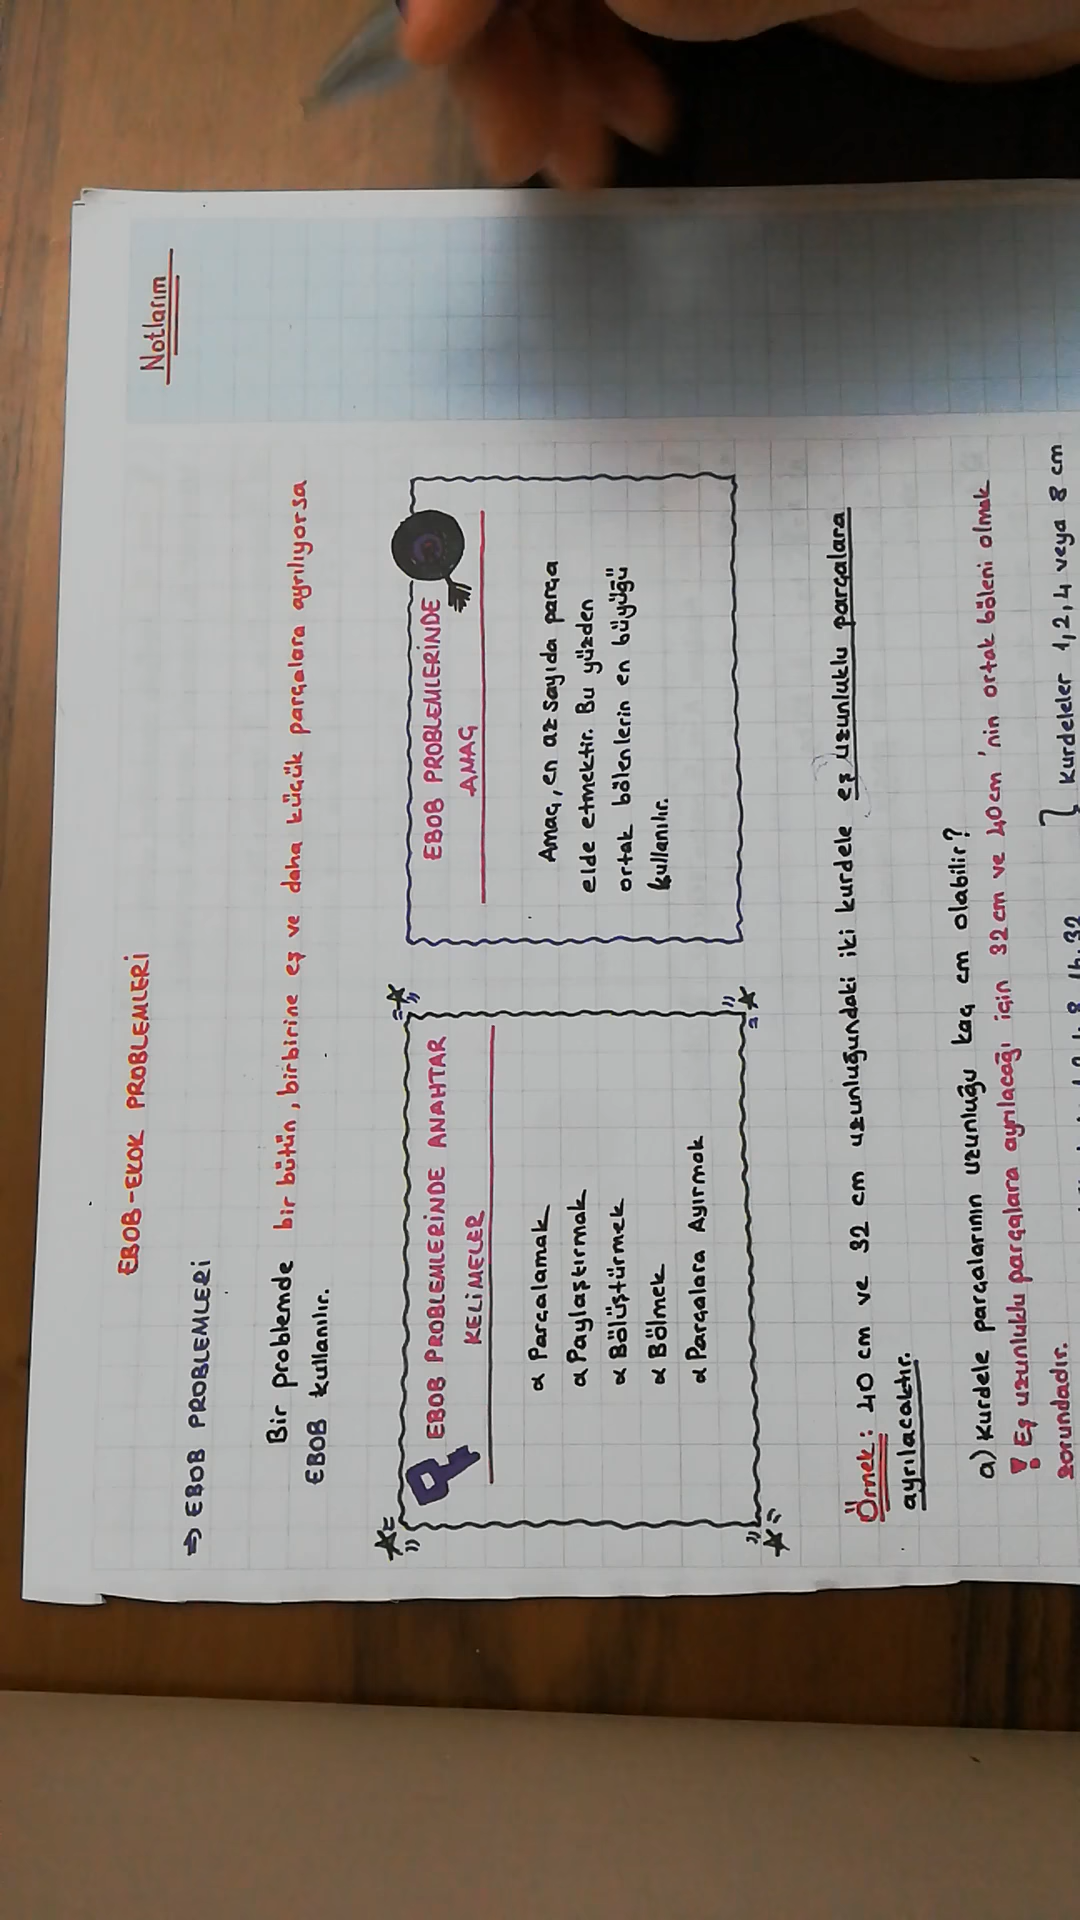 EBOB-EKOK PROBLEMLERİ
Notlarım
⇒ EBOB PROBLEMLERİ
Bir problemde bir bütün, birbirine eş ve daha küçük parçalara ayrılıyorsa
EBOB kullanılır.
EBOB PROBLEMLERİNDE ANAHTAR
KELİMELER
α Parçalamak
α Paylaştırmak
α Bölüştürmek
α Bölmek
α Parçalara Ayırmak
EBOB PROBLEMLERİNDE
AMAÇ
Amaç, en az sayıda parça
elde etmektir. Bu yüzden
ortak bölenlerin en büyüğü
kullanılır.
Örnek: 40 cm ve 32 cm uzunluğundaki iki kurdele eş uzunluklu parçalara
ayrılacaktır.
a) Kurdele parçalarının uzunluğu kaç cm olabilir?
! Eş uzunluklu parçalara ayrılacağı için 32 cm ve 40 cm 'nin ortak böleni olmak
zorundadır.
} Kurdeleler 1, 2, 4 veya 8 cm